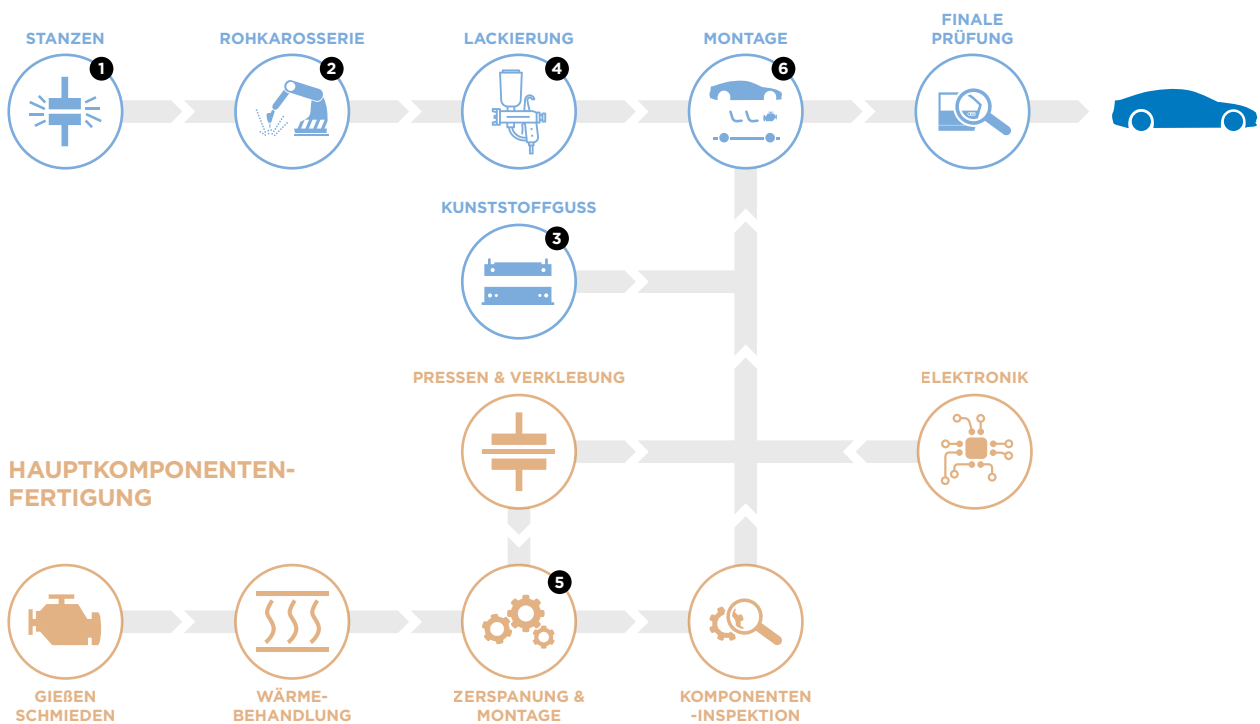 STANZEN
1
ROHKAROSSERIE
2
LACKIERUNG
4
MONTAGE
6
FINALE
PRÜFUNG
KUNSTSTOFFGUSS
3
PRESSEN & VERKLEBUNG
ELEKTRONIK
HAUPTKOMPONENTEN-
FERTIGUNG
5
GIEßEN
SCHMIEDEN
WÄRME-
BEHANDLUNG
ZERSPANUNG &
MONTAGE
KOMPONENTEN
-INSPEKTION